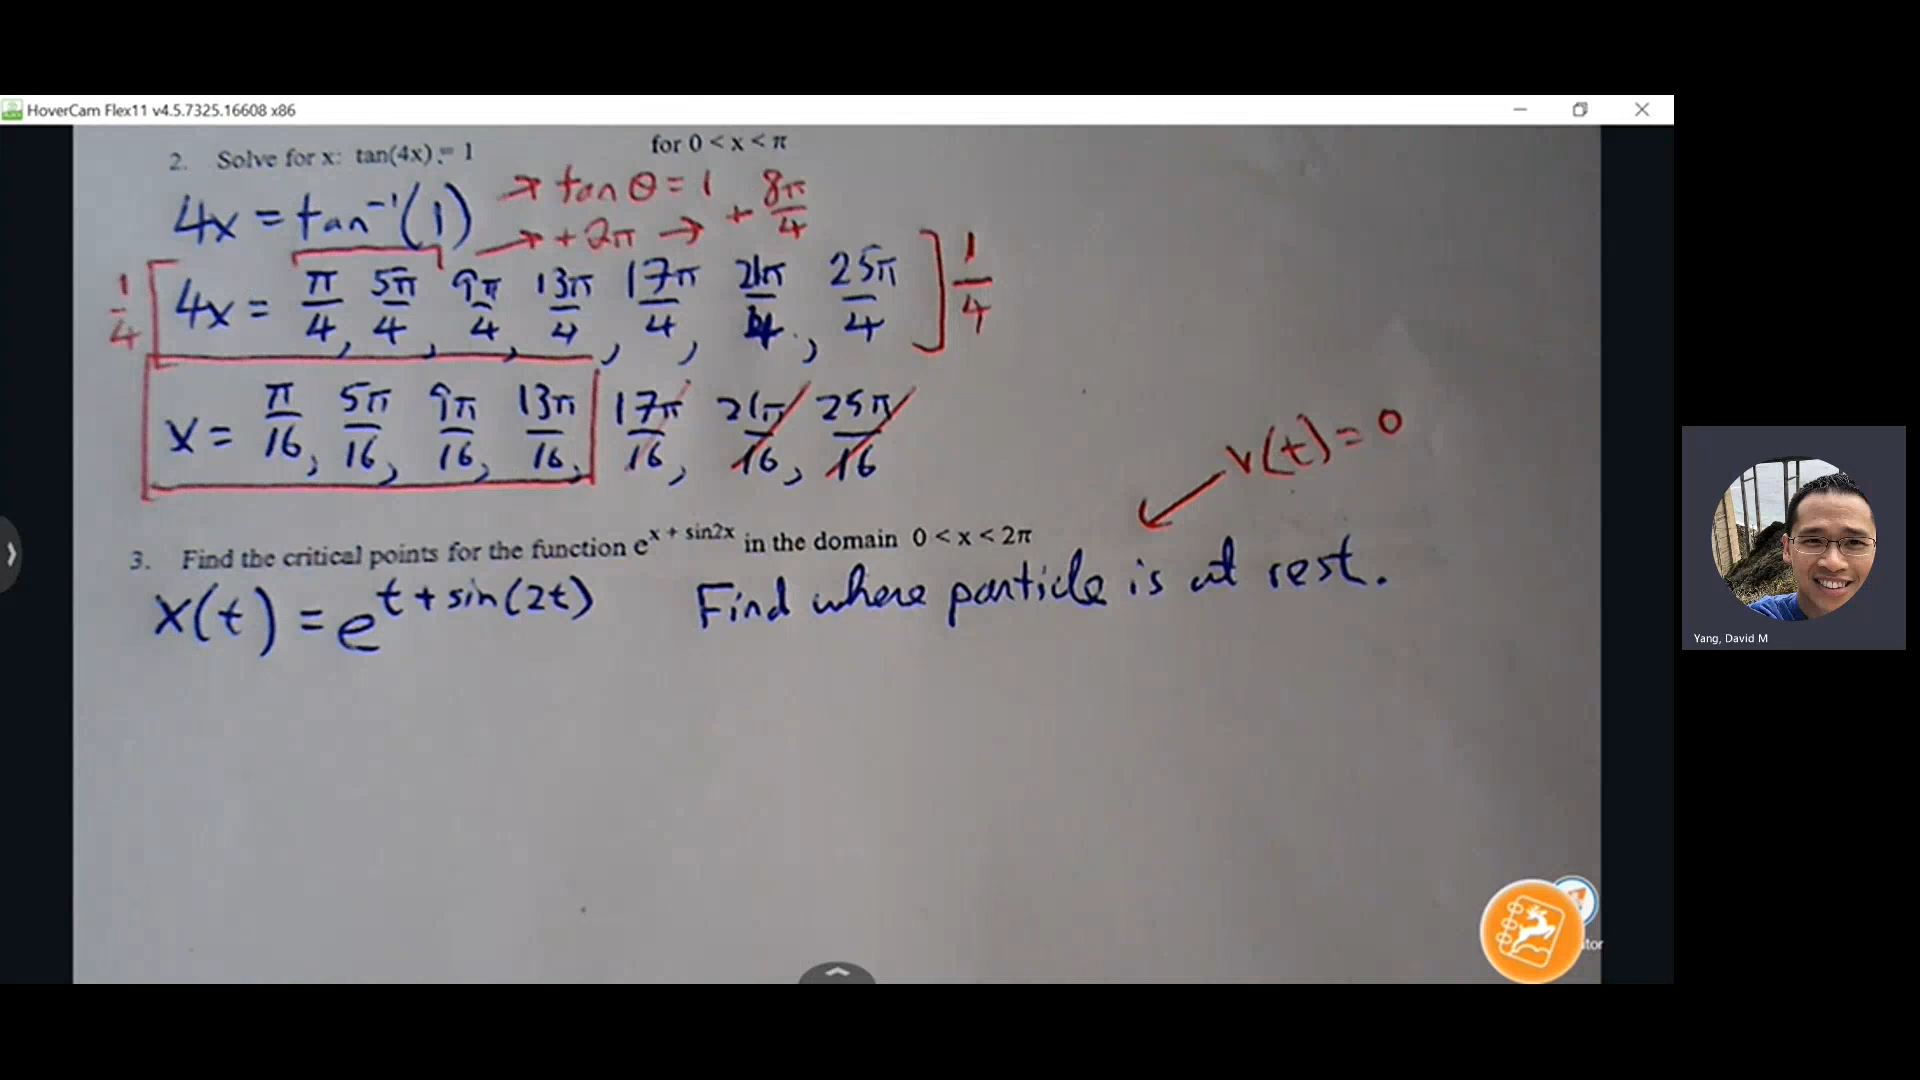 HoverCam Flex11 v4.5.7325.16608 x86
2. Solve for x: tan(4x) = 1 for 0 < x < π
4x = tan⁻¹(1) → tan θ = 1
→ +2π → + 8π/4
1/4 [4x = π/4, 5π/4, 9π/4, 13π/4, 17π/4, 21π/4, 25π/4] 1/4
x = π/16, 5π/16, 9π/16, 13π/16, 17π/16, 21π/16, 25π/16
v(t) = 0
3. Find the critical points for the function e^(x + sin2x) in the domain 0 < x < 2π
x(t) = e^(t + sin(2t)) Find where particle is at rest.
Yang, David M